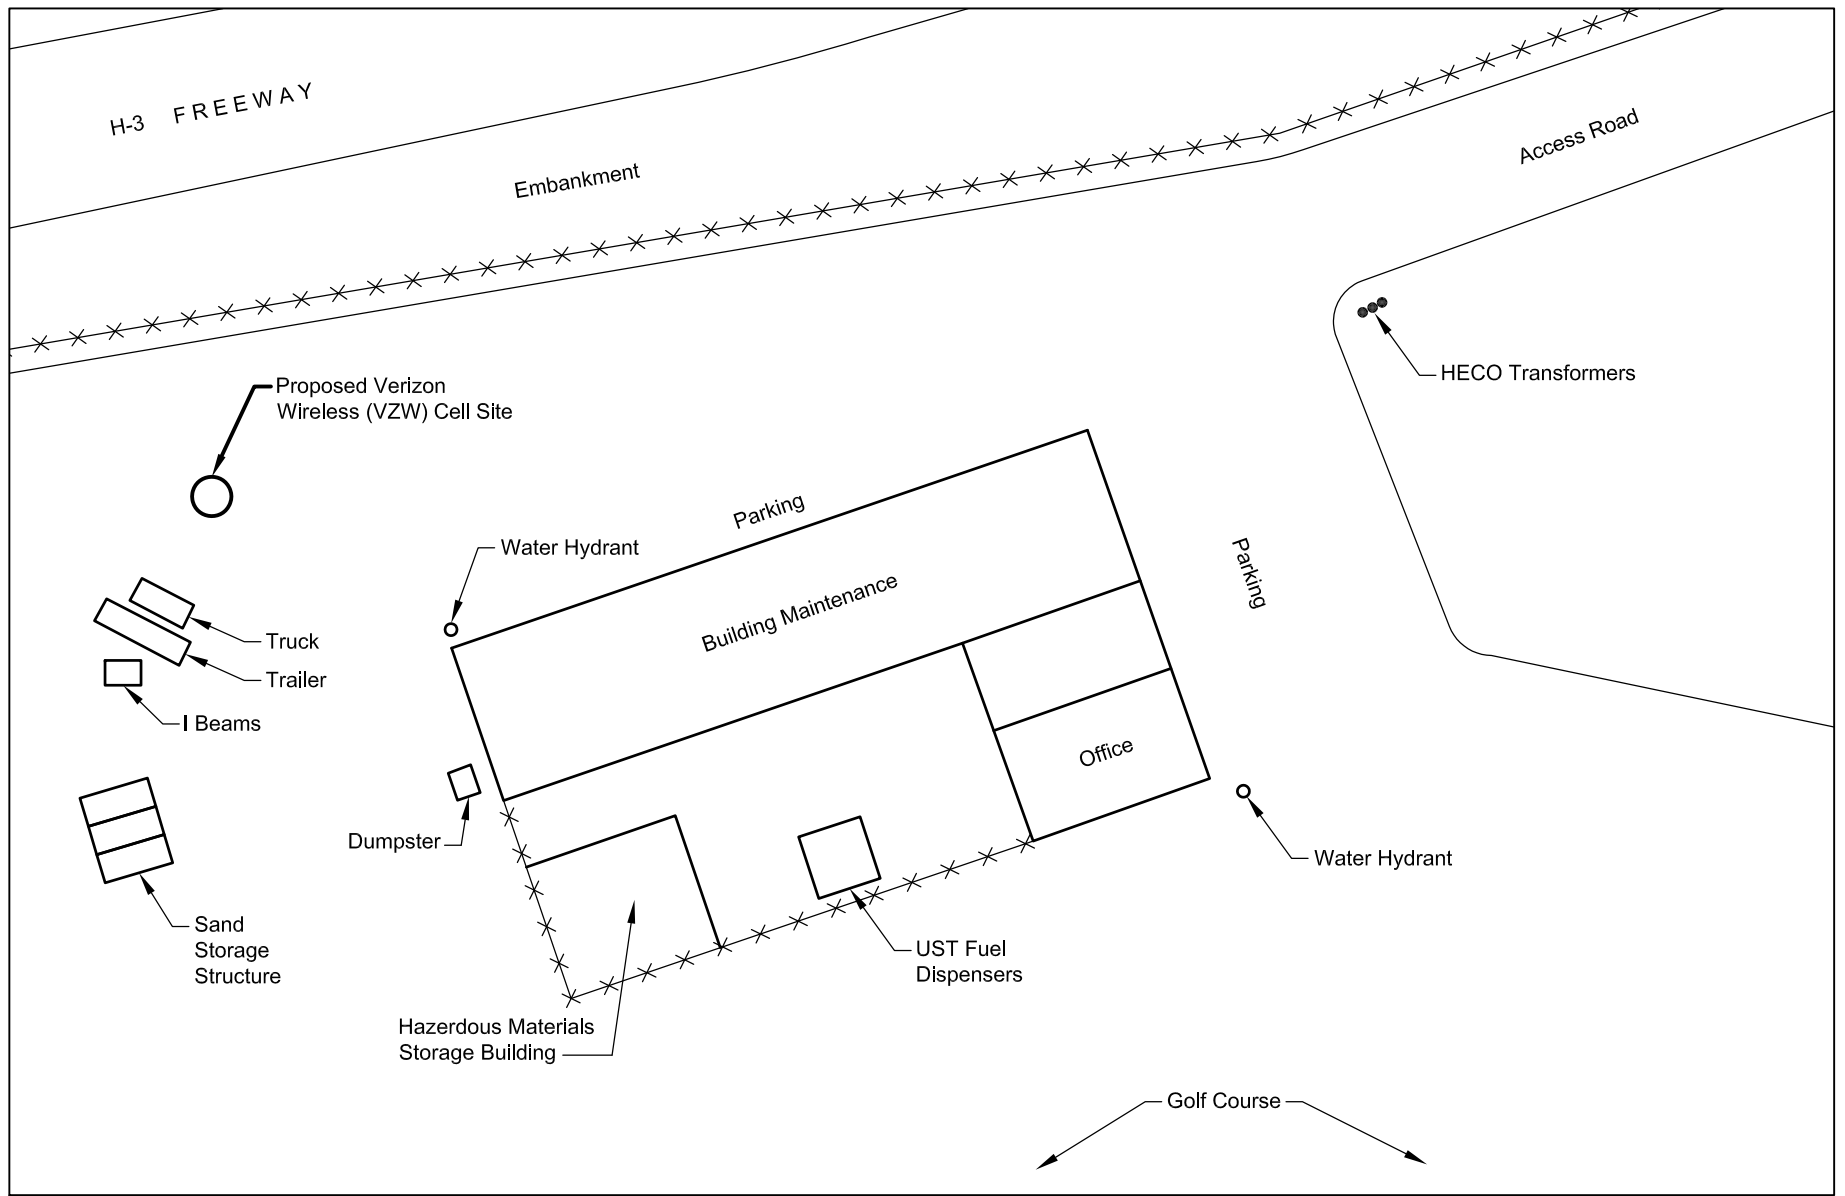 H-3 FREEWAY
Embankment
Access Road
HECO Transformers
Proposed Verizon
Wireless (VZW) Cell Site
Parking
Water Hydrant
Building Maintenance
Parking
Truck
Trailer
I Beams
Office
Dumpster
Water Hydrant
Sand
Storage
Structure
UST Fuel
Dispensers
Hazerdous Materials
Storage Building
Golf Course